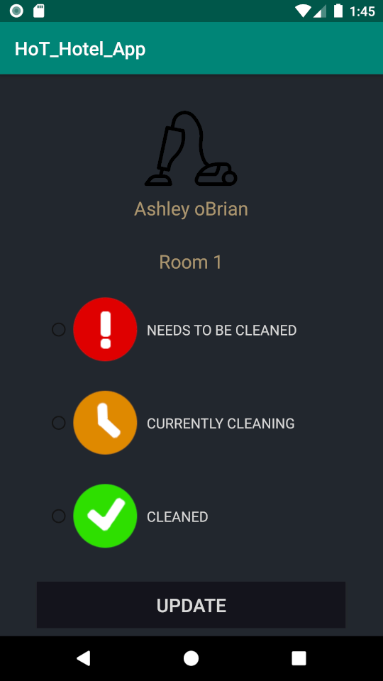 1:45
HoT_Hotel_App
Ashley oBrian
Room 1
NEEDS TO BE CLEANED
CURRENTLY CLEANING
CLEANED
UPDATE